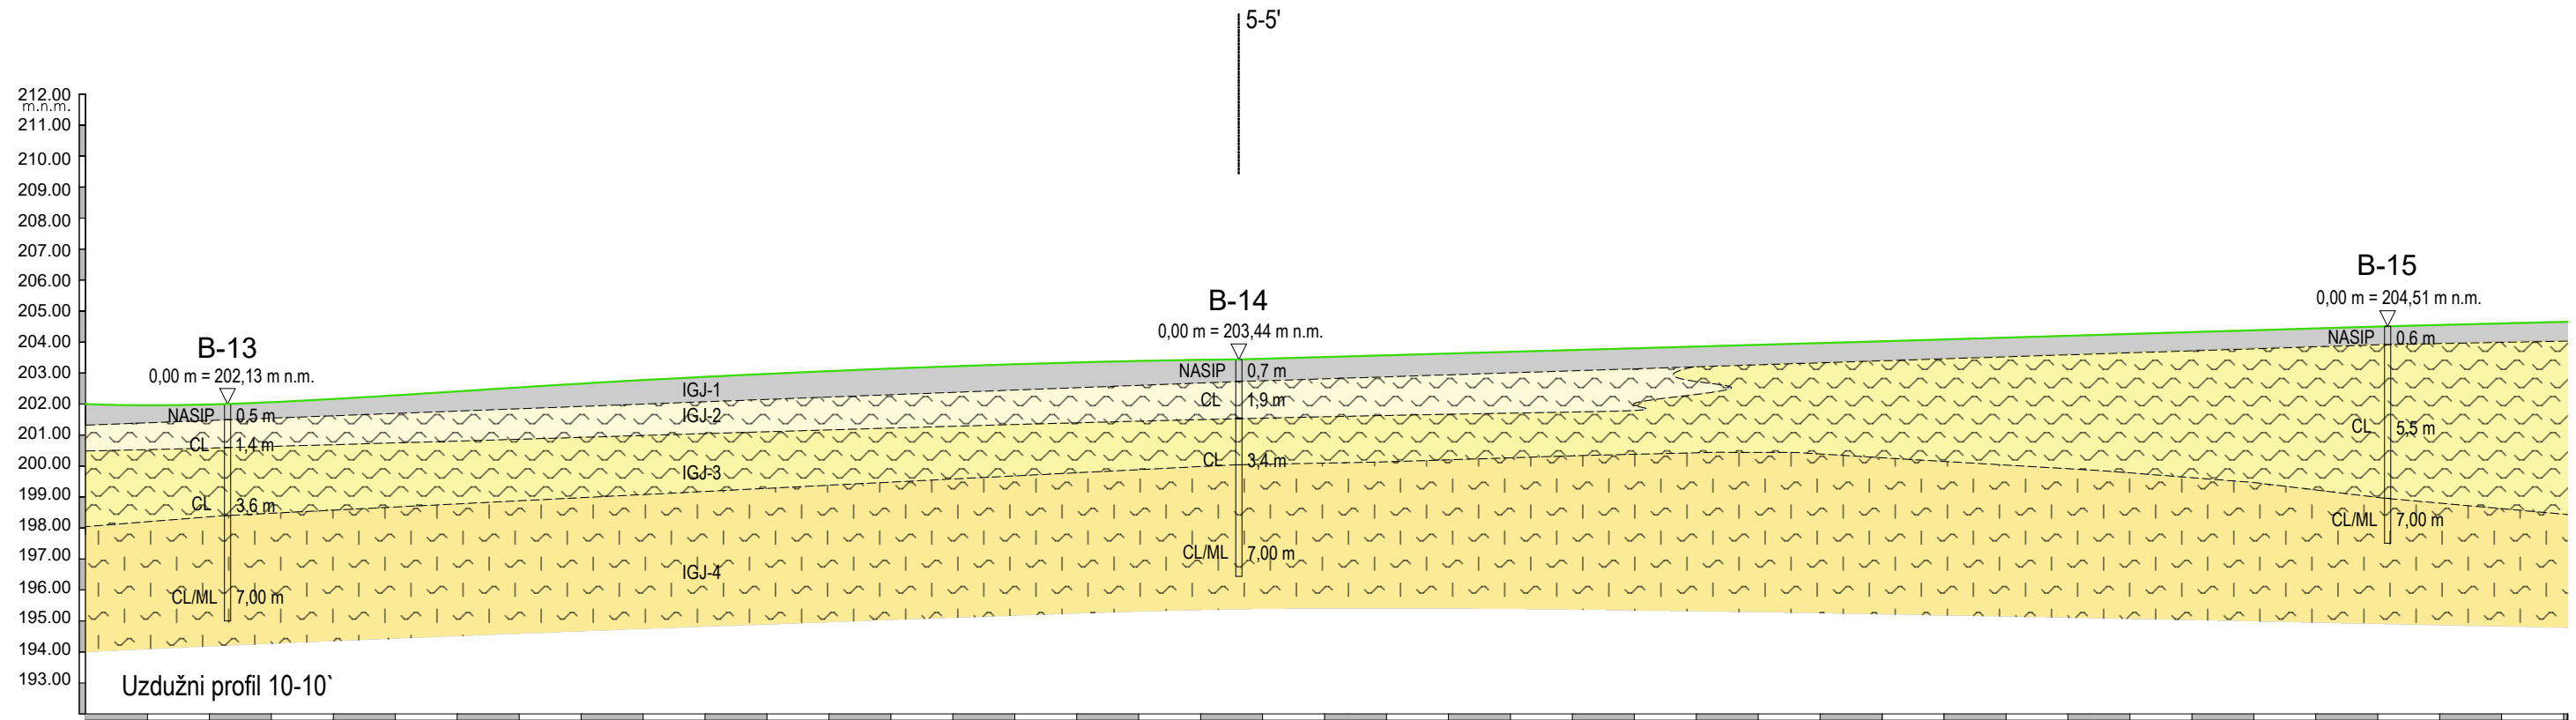 5-5'
212.00
m.n.m.
211.00
210.00
209.00
208.00
207.00
206.00
205.00
204.00
203.00
202.00
201.00
200.00
199.00
198.00
197.00
196.00
195.00
194.00
193.00
B-13
0,00 m = 202,13 m n.m.
NASIP 0,5 m
CL 1,4 m
CL 3,6 m
CL/ML 7,00 m
IGJ-1
IGJ-2
IGJ-3
IGJ-4
B-14
0,00 m = 203,44 m n.m.
NASIP 0,7 m
CL 1,9 m
CL 3,4 m
CL/ML 7,00 m
B-15
0,00 m = 204,51 m n.m.
NASIP 0,6 m
CL 5,5 m
CL/ML 7,00 m
Uzdužni profil 10-10`